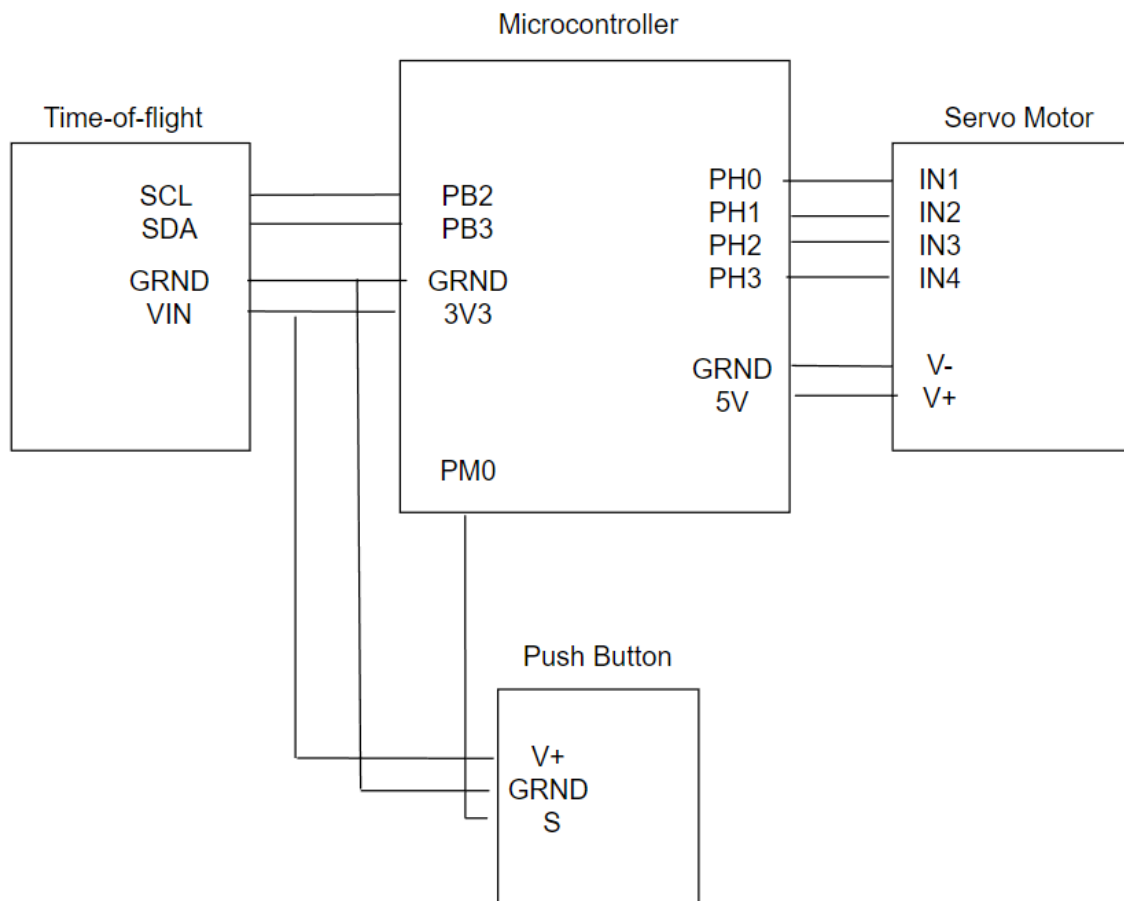 Microcontroller
Time-of-flight
Servo Motor
SCL
SDA
GRND
VIN
PB2
PB3
GRND
3V3
PM0
PH0
PH1
PH2
PH3
GRND
5V
IN1
IN2
IN3
IN4
V-
V+
Push Button
V+
GRND
S